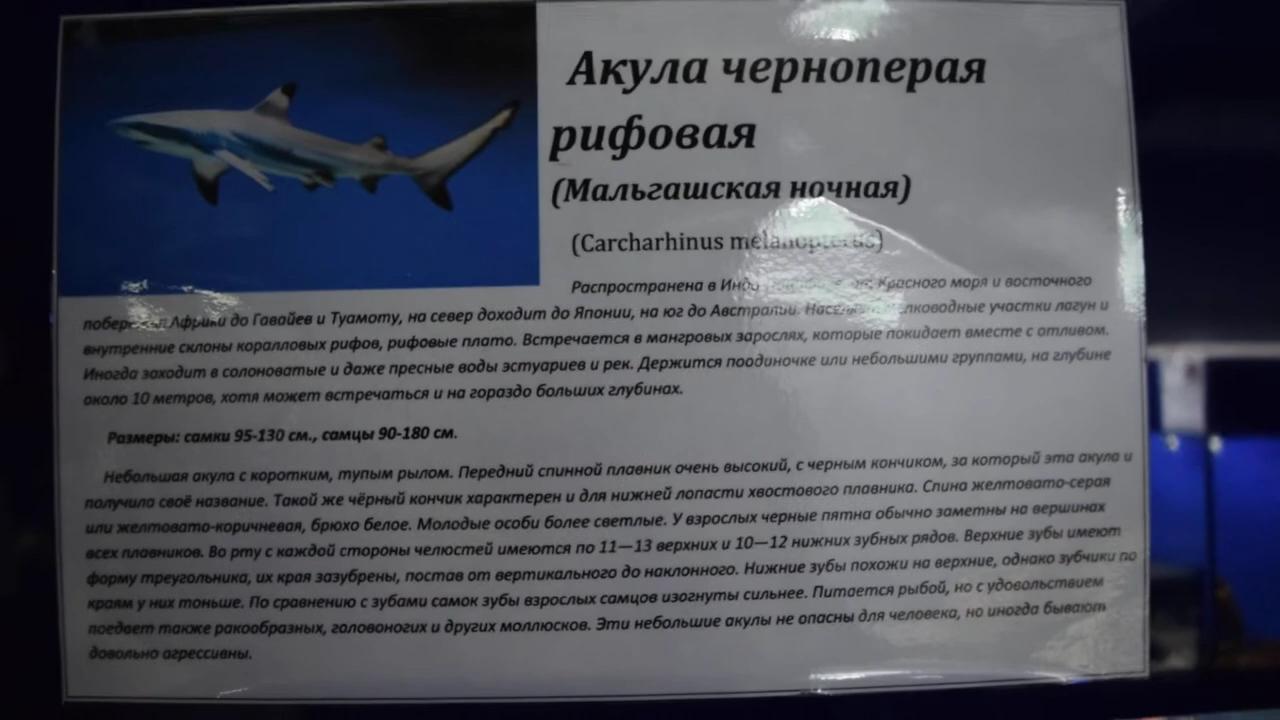 Акула черноперая
рифовая
(Мальгашская ночная)
(Carcharhinus melanopterus)
Распространена в Красного моря и восточного
побережья Африки до Гавайев и Туамоту, на север доходит до Японии, на юг до Австралии. участки лагун и
внутренние склоны коралловых рифов, рифовые плато. Встречается в мангровых зарослях, которые покидает вместе с отливом.
Иногда заходит в солоноватые и даже пресные воды эстуариев и рек. Держится поодиночке или небольшими группами, на глубине
около 10 метров, хотя может встречаться и на гораздо больших глубинах.
Размеры: самки 95-130 см., самцы 90-180 см.
Небольшая акула с коротким, тупым рылом. Передний спинной плавник очень высокий, с черным кончиком, за который эта акула и
получила своё название. Такой же чёрный кончик характерен и для нижней лопасти хвостового плавника. Спина желтовато-серая
или желтовато-коричневая, брюхо белое. Молодые особи более светлые. У взрослых черные пятна обычно заметны на вершинах
всех плавников. Во рту с каждой стороны челюстей имеются по 11—13 верхних и 10—12 нижних зубных рядов. Верхние зубы имеют
форму треугольника, их края зазубрены, постав от вертикального до наклонного. Нижние зубы похожи на верхние, однако зубчики по
краям у них тоньше. По сравнению с зубами самок зубы взрослых самцов изогнуты сильнее. Питается рыбой, но с удовольствием
поедает также ракообразных, головоногих и других моллюсков. Эти небольшие акулы не опасны для человека, но иногда бывают
довольно агрессивны.